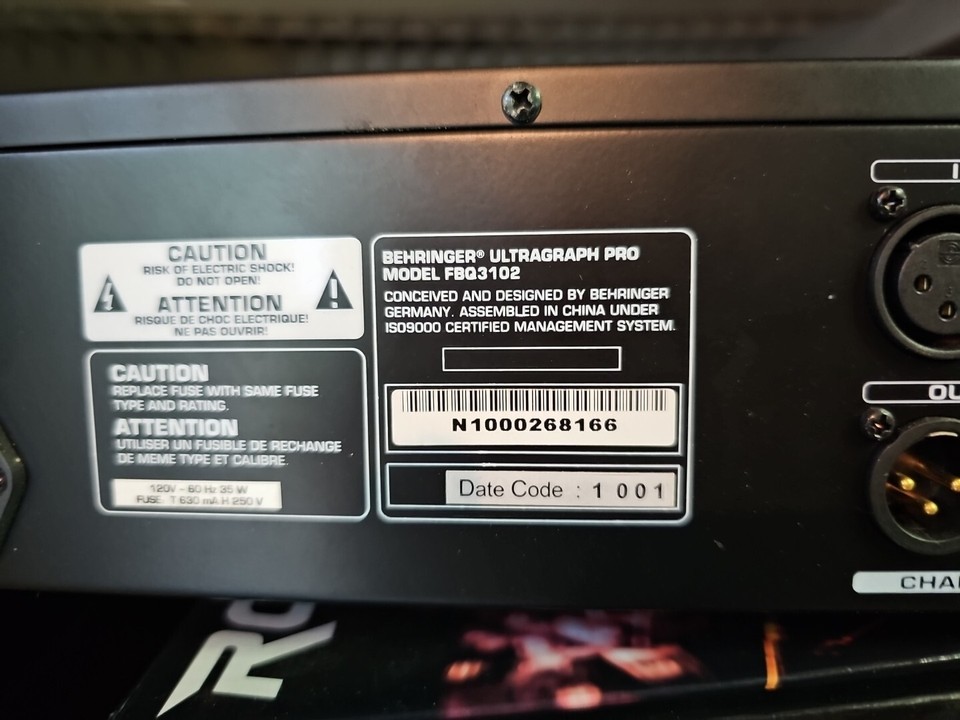 CAUTION
RISK OF ELECTRIC SHOCK!
DO NOT OPEN!
ATTENTION
RISQUE DE CHOC ELECTRIQUE!
NE PAS OUVRIR!
CAUTION
REPLACE FUSE WITH SAME FUSE
TYPE AND RATING.
ATTENTION
UTILISER UN FUSIBLE DE RECHANGE
DE MEME TYPE ET CALIBRE.
120V ~ 60 Hz 35 W
FUSE: T 630 mA H 250 V
BEHRINGER® ULTRAGRAPH PRO
MODEL FBQ3102
CONCEIVED AND DESIGNED BY BEHRINGER
GERMANY. ASSEMBLED IN CHINA UNDER
ISO9000 CERTIFIED MANAGEMENT SYSTEM.
N1000268166
Date Code : 1 0 0 1